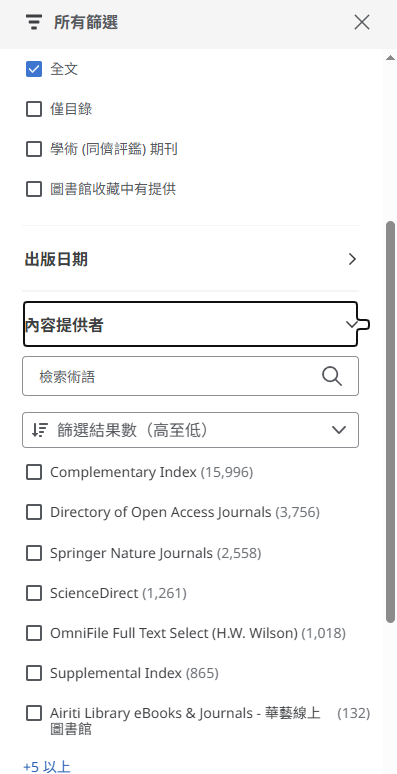 所有篩選
全文
僅目錄
學術 (同儕評鑑) 期刊
圖書館收藏中有提供
出版日期
內容提供者
檢索術語
篩選結果數（高至低）
Complementary Index (15,996)
Directory of Open Access Journals (3,756)
Springer Nature Journals (2,558)
ScienceDirect (1,261)
OmniFile Full Text Select (H.W. Wilson) (1,018)
Supplemental Index (865)
Airiti Library eBooks & Journals - 華藝線上 (132)
圖書館
+5 以上